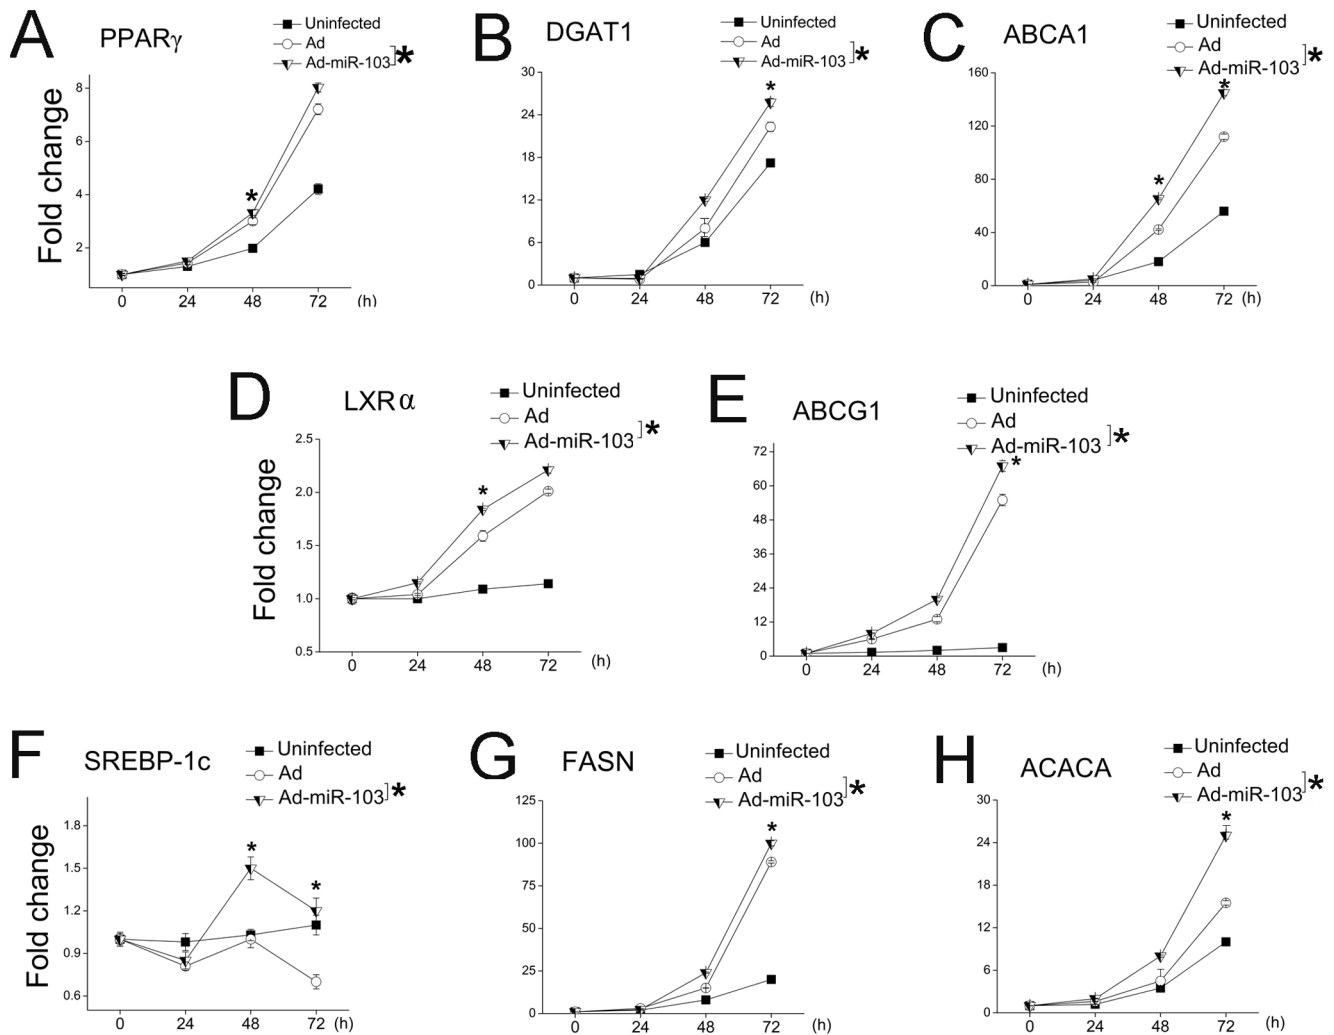 A PPARγ
Uninfected
Ad
Ad-miR-103 *
Fold change
8
6
4
2
*
0 24 48 72 (h)
B DGAT1
Uninfected
Ad
Ad-miR-103 *
30
24
18
12
6
0
*
0 24 48 72 (h)
C ABCA1
Uninfected
Ad
Ad-miR-103 *
160
120
80
40
0
*
*
0 24 48 72 (h)
D LXRα
Uninfected
Ad
Ad-miR-103 *
Fold change
2.5
2.0
1.5
1.0
0.5
*
0 24 48 72 (h)
E ABCG1
Uninfected
Ad
Ad-miR-103 *
72
60
48
36
24
12
0
*
0 24 48 72 (h)
F SREBP-1c
Uninfected
Ad
Ad-miR-103 *
Fold change
1.8
1.5
1.2
0.9
0.6
*
*
0 24 48 72 (h)
G FASN
Uninfected
Ad
Ad-miR-103 *
125
100
75
50
25
0
*
0 24 48 72 (h)
H ACACA
Uninfected
Ad
Ad-miR-103 *
30
24
18
12
6
0
*
0 24 48 72 (h)